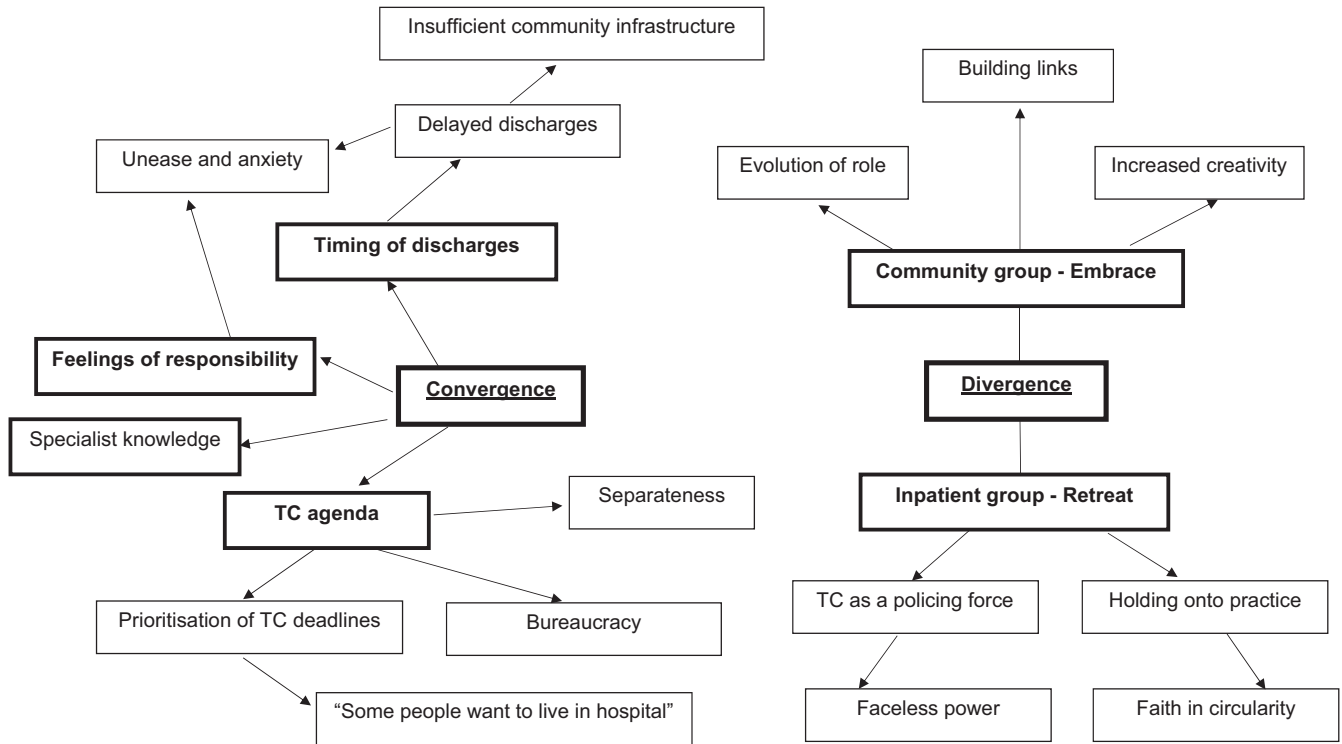 Insufficient community infrastructure
Delayed discharges
Unease and anxiety
Timing of discharges
Feelings of responsibility
Convergence
Specialist knowledge
TC agenda
Separateness
Prioritisation of TC deadlines
Bureaucracy
“Some people want to live in hospital”
Building links
Evolution of role
Increased creativity
Community group - Embrace
Divergence
Inpatient group - Retreat
TC as a policing force
Holding onto practice
Faceless power
Faith in circularity